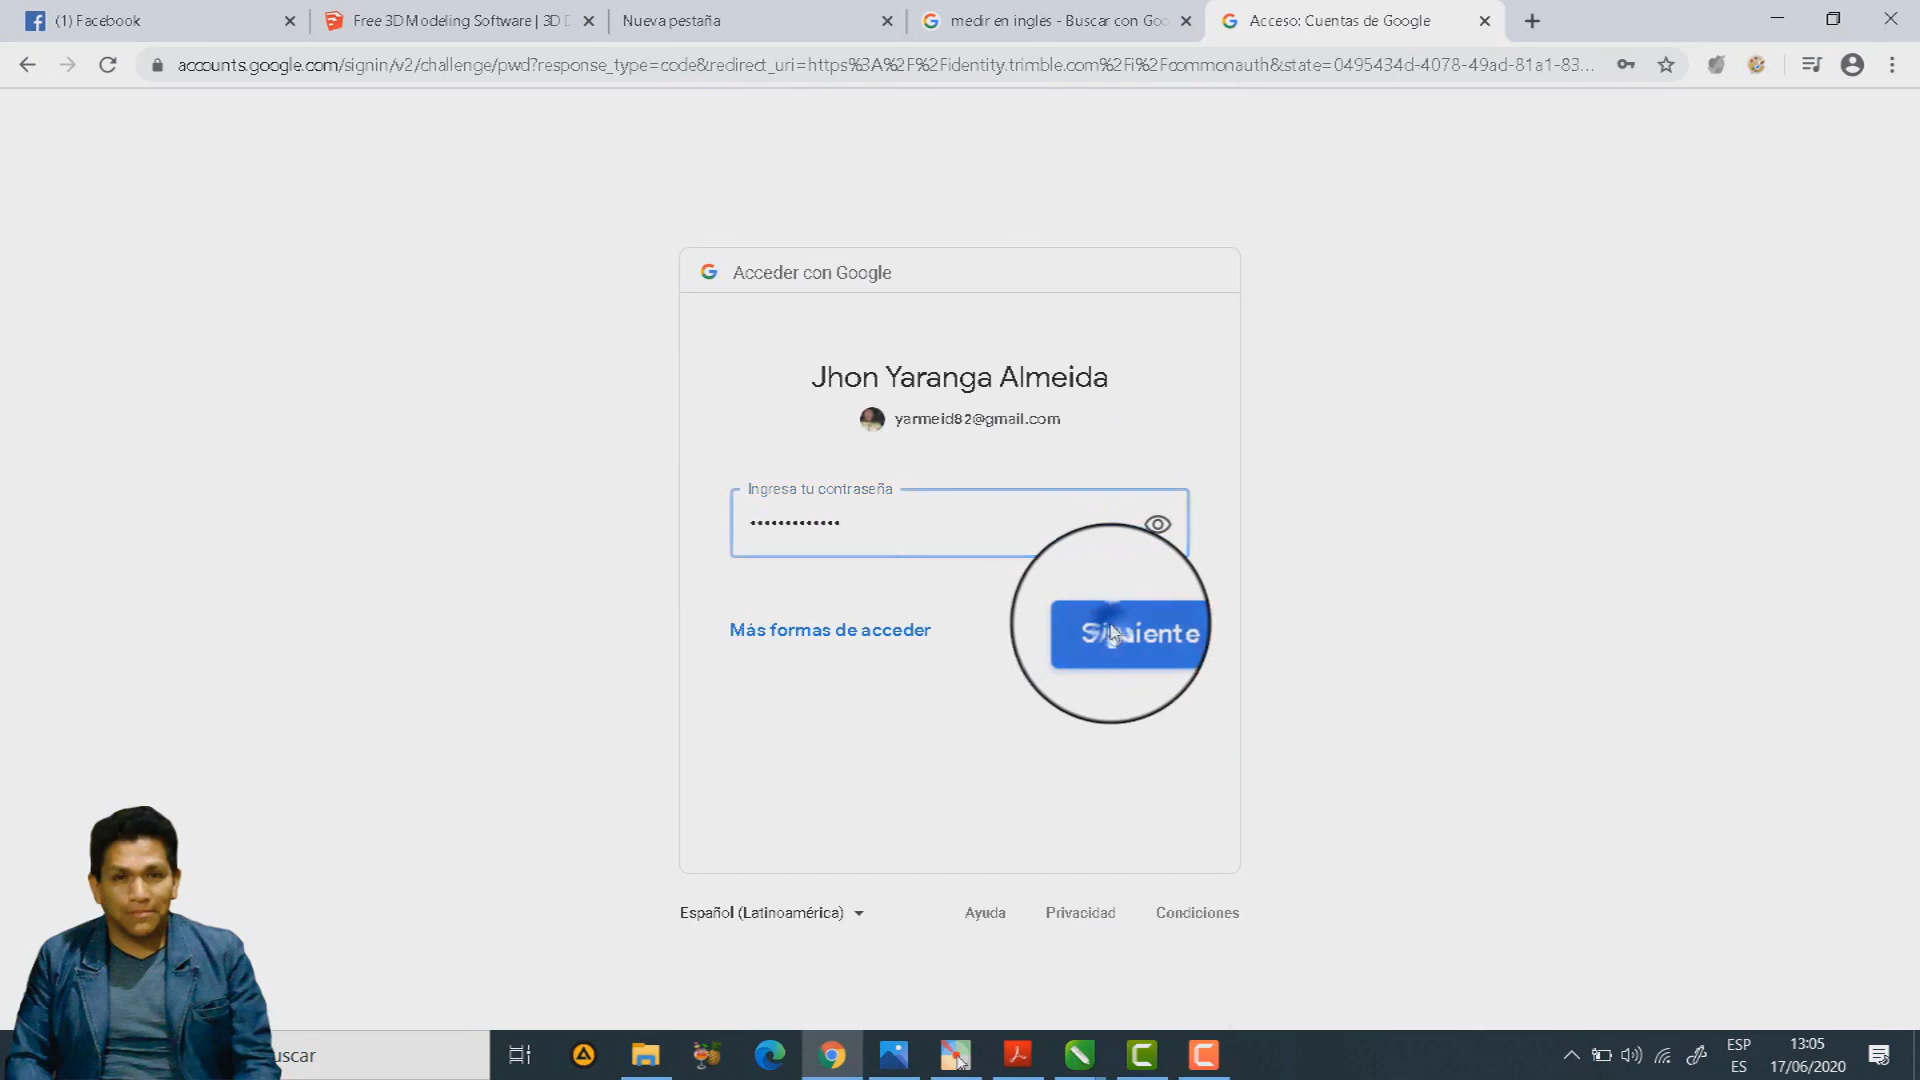 (1) Facebook
Free 3D Modeling Software | 3D D
Nueva pestaña
medir en ingles - Buscar con Goo
Acceso: Cuentas de Google
accounts.google.com/signin/v2/challenge/pwd?response_type=code&redirect_uri=https%3A%2F%2Fidentity.trimble.com%2Fi%2Fcommonauth&state=0495434d-4078-49ad-81a1-83...
Acceder con Google
Jhon Yaranga Almeida
yarmeid82@gmail.com
Ingresa tu contraseña
•••••••••••••
Más formas de acceder
Siguiente
Español (Latinoamérica)
Ayuda
Privacidad
Condiciones
uscar
ESP
ES
13:05
17/06/2020